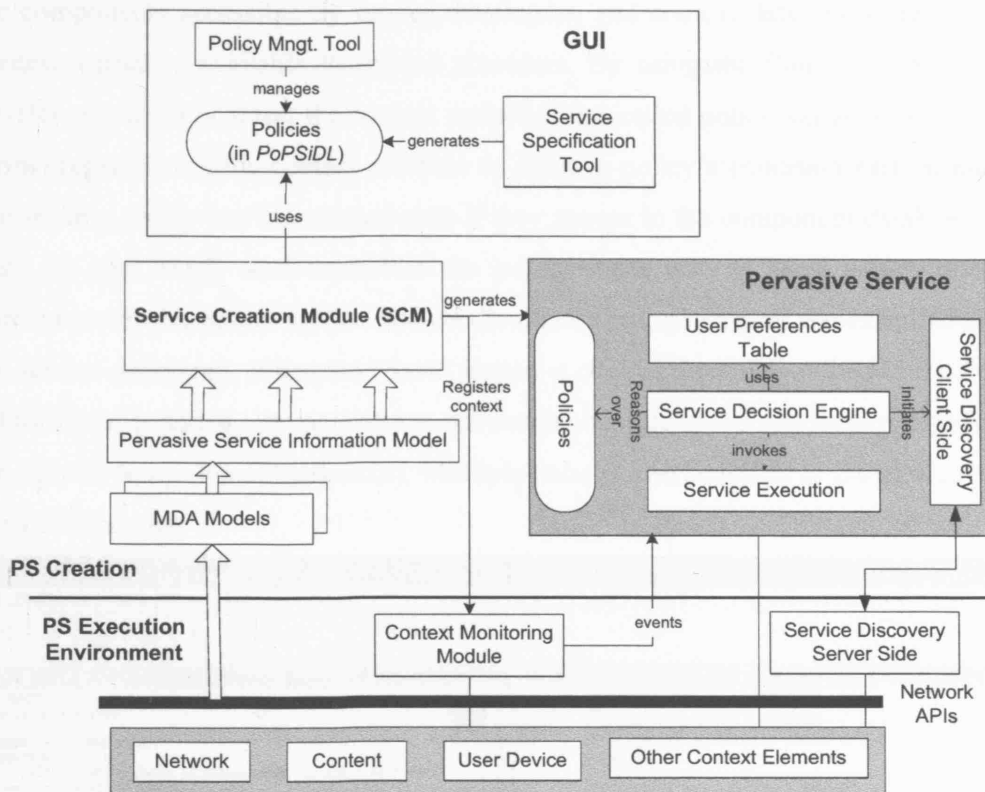 GUI
Policy Mngt. Tool
manages
Policies
(in PoPSiDL)
generates
Service
Specification
Tool
uses
Service Creation Module (SCM)
generates
Pervasive Service
User Preferences
Table
uses
Policies
Reasons
over
Service Decision Engine
initiates
Service Discovery
Client Side
invokes
Service Execution
Registers
context
Pervasive Service Information Model
MDA Models
PS Creation
PS Execution
Environment
Context Monitoring
Module
events
Service Discovery
Server Side
Network
APIs
Network
Content
User Device
Other Context Elements